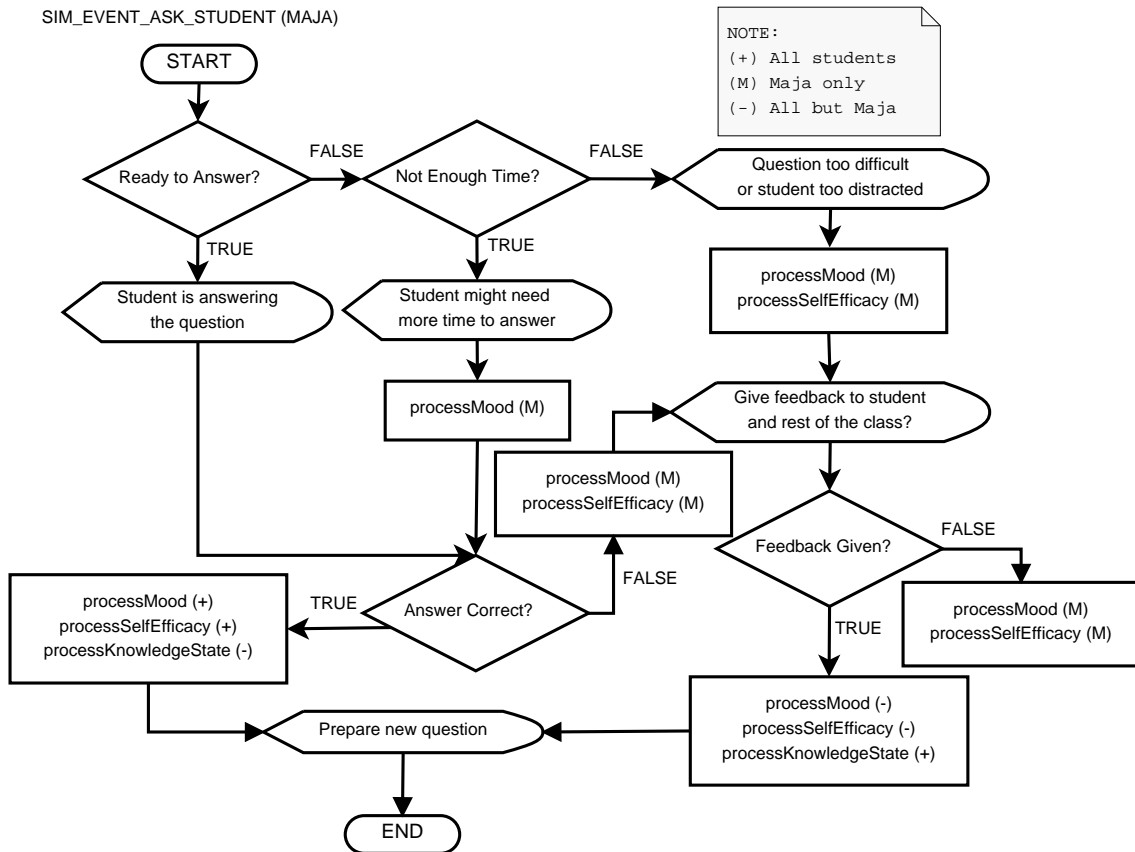 SIM_EVENT_ASK_STUDENT (MAJA)
START
NOTE:
(+) All students
(M) Maja only
(-) All but Maja
Ready to Answer?
FALSE
Not Enough Time?
FALSE
Question too difficult
or student too distracted
TRUE
TRUE
Student is answering
the question
Student might need
more time to answer
processMood (M)
processSelfEfficacy (M)
processMood (M)
Give feedback to student
and rest of the class?
processMood (M)
processSelfEfficacy (M)
Feedback Given?
FALSE
Answer Correct?
TRUE
FALSE
processMood (+)
processSelfEfficacy (+)
processKnowledgeState (-)
processMood (M)
processSelfEfficacy (M)
TRUE
processMood (-)
processSelfEfficacy (-)
processKnowledgeState (+)
Prepare new question
END